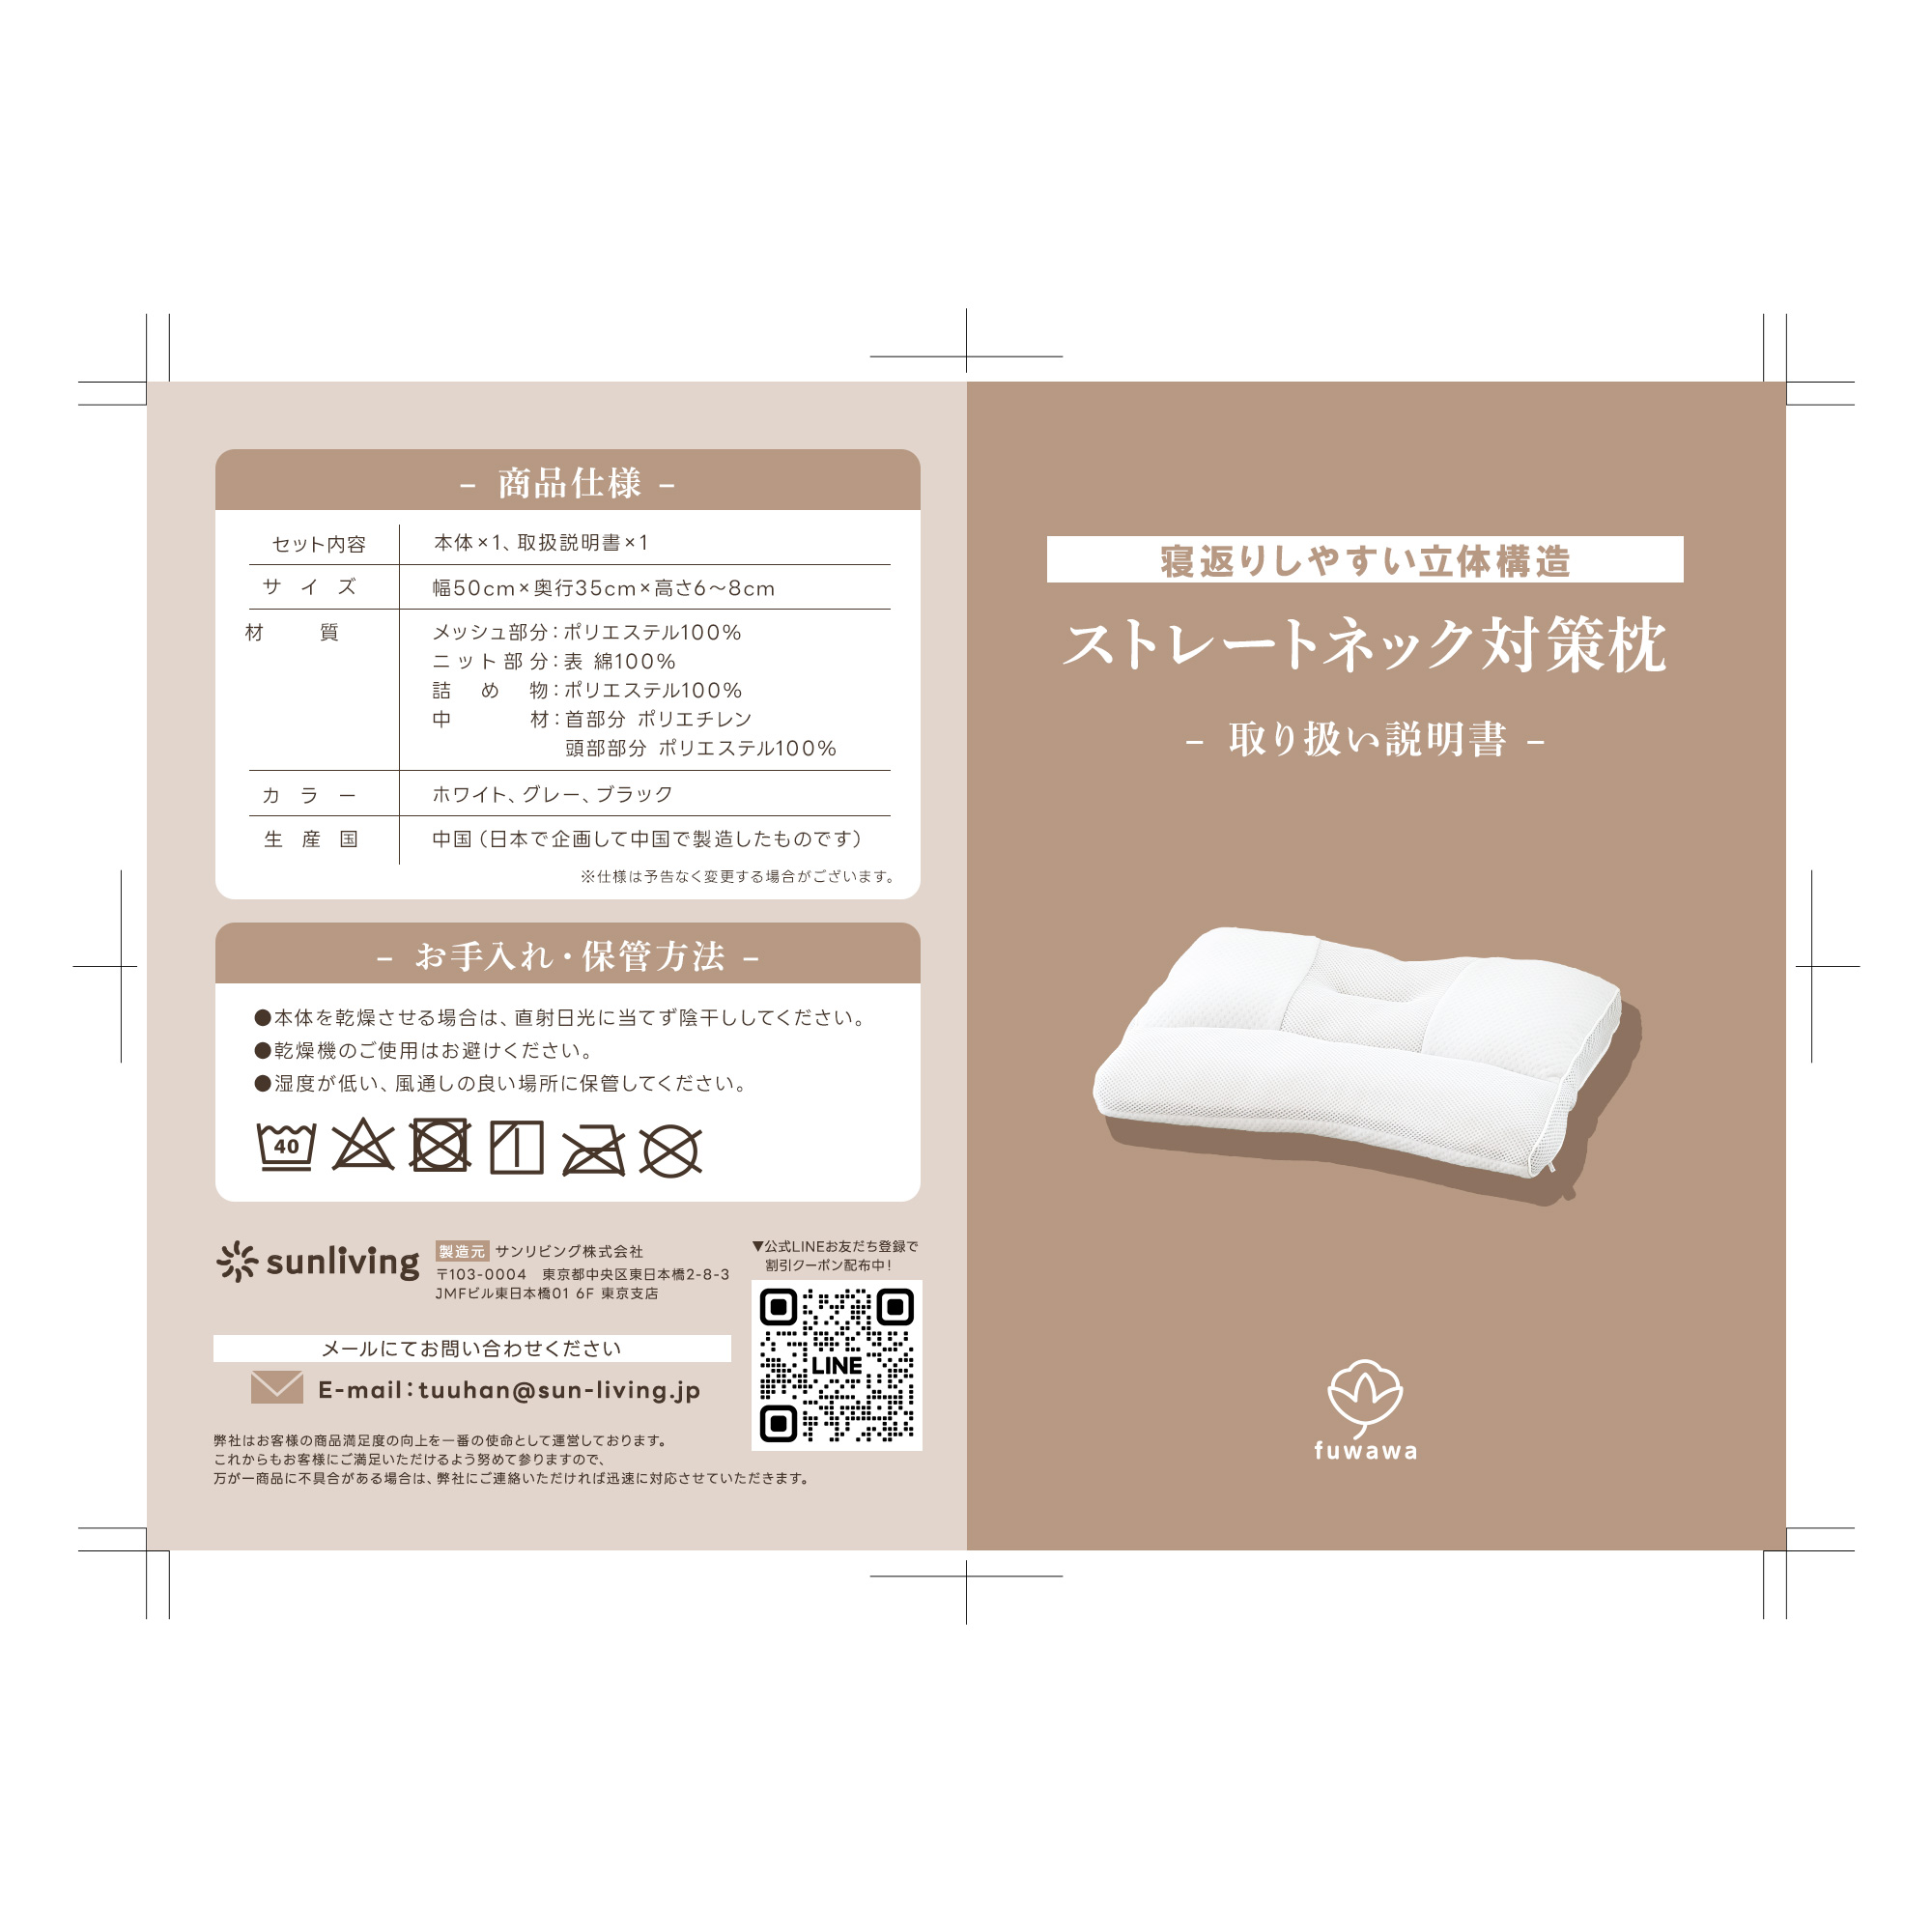 － 商品仕様 －
セット内容 本体×1、取扱説明書×1
サイズ 幅50cm×奥行35cm×高さ6～8cm
材質 メッシュ部分：ポリエステル100%
ニット部分：表 綿100%
詰め物：ポリエステル100%
中材：首部分 ポリエチレン
頭部部分 ポリエステル100%
カラー ホワイト、グレー、ブラック
生産国 中国（日本で企画して中国で製造したものです）
※仕様は予告なく変更する場合がございます。
－ お手入れ・保管方法 －
●本体を乾燥させる場合は、直射日光に当てず陰干ししてください。
●乾燥機のご使用はお避けください。
●湿度が低い、風通しの良い場所に保管してください。
40
sunliving
製造元 サンリビング株式会社
〒103-0004 東京都中央区東日本橋2-8-3
JMFビル東日本橋01 6F 東京支店
▼公式LINEお友だち登録で
割引クーポン配布中！
LINE
メールにてお問い合わせください
E-mail：tuuhan@sun-living.jp
弊社はお客様の商品満足度の向上を一番の使命として運営しております。
これからもお客様にご満足いただけるよう努めて参りますので、
万が一商品に不具合がある場合は、弊社にご連絡いただければ迅速に対応させていただきます。
寝返りしやすい立体構造
ストレートネック対策枕
－ 取り扱い説明書 －
fuwawa